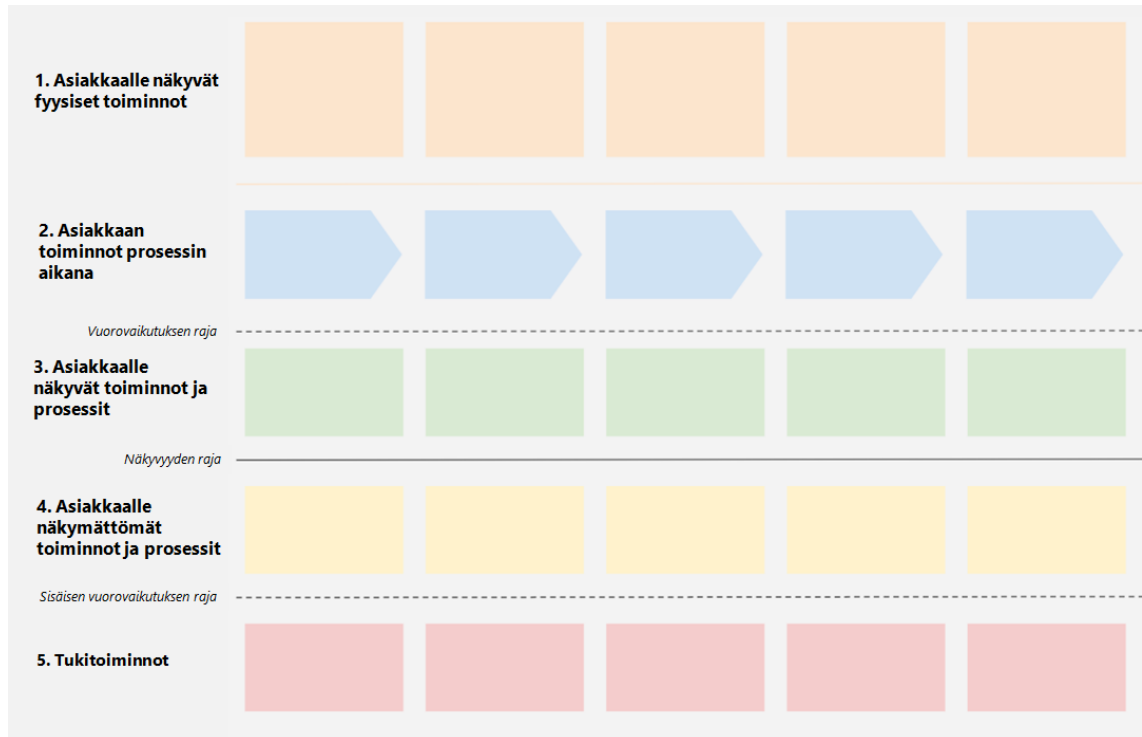 1. Asiakkaalle näkyvät
fyysiset toiminnot
2. Asiakkaan
toiminnot prosessin
aikana
Vuorovaikutuksen raja
3. Asiakkaalle
näkyvät toiminnot ja
prosessit
Näkyvyyden raja
4. Asiakkaalle
näkymättömät
toiminnot ja prosessit
Sisäisen vuorovaikutuksen raja
5. Tukitoiminnot